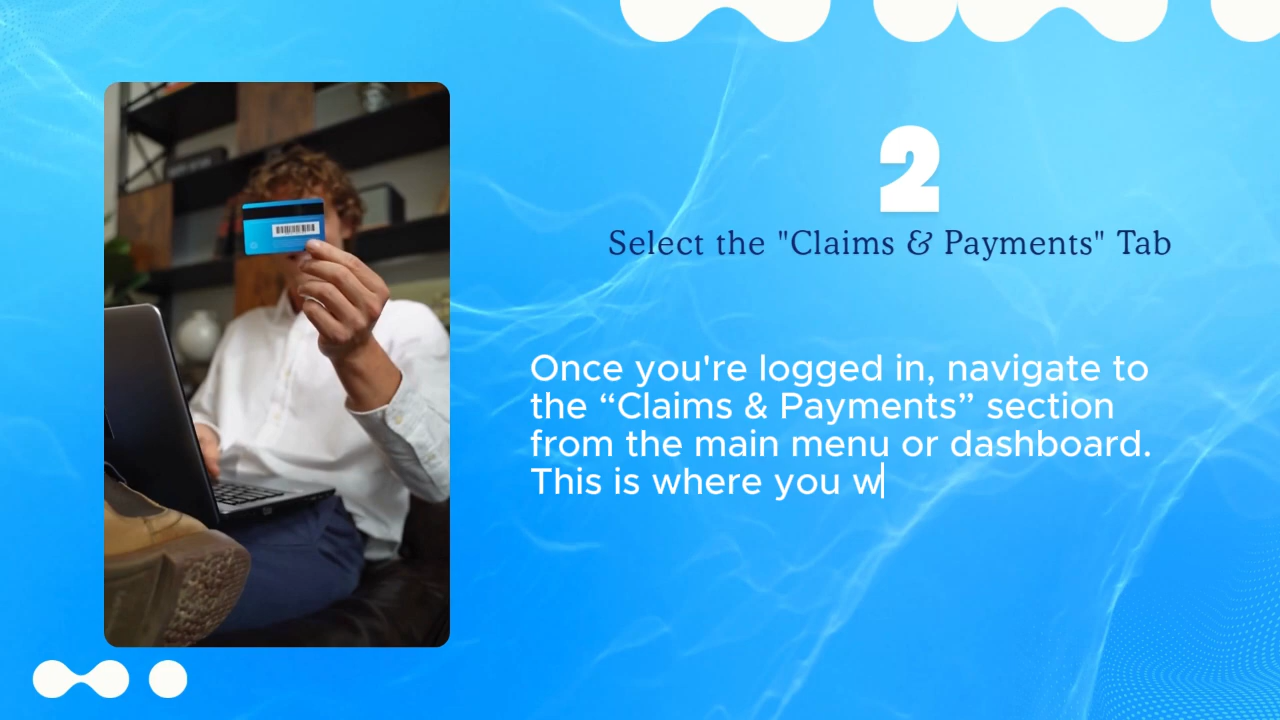 2
Select the "Claims & Payments" Tab
Once you're logged in, navigate to
the “Claims & Payments” section
from the main menu or dashboard.
This is where you w